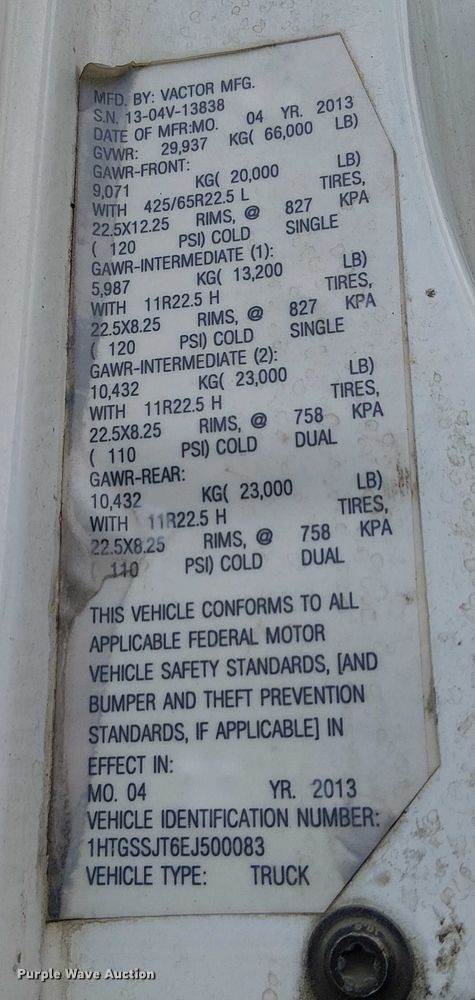 MFD. BY: VACTOR MFG.
S.N. 13-04V-13838
DATE OF MFR:MO. 04 YR. 2013
GVWR: 29,937 KG( 66,000 LB)
GAWR-FRONT:
9,071 KG( 20,000 LB)
WITH 425/65R22.5 L TIRES,
22.5X12.25 RIMS, @ 827 KPA
( 120 PSI) COLD SINGLE
GAWR-INTERMEDIATE (1):
5,987 KG( 13,200 LB)
WITH 11R22.5 H TIRES,
22.5X8.25 RIMS, @ 827 KPA
( 120 PSI) COLD SINGLE
GAWR-INTERMEDIATE (2):
10,432 KG( 23,000 LB)
WITH 11R22.5 H TIRES,
22.5X8.25 RIMS, @ 758 KPA
( 110 PSI) COLD DUAL
GAWR-REAR:
10,432 KG( 23,000 LB)
WITH 11R22.5 H TIRES,
22.5X8.25 RIMS, @ 758 KPA
( 110 PSI) COLD DUAL
THIS VEHICLE CONFORMS TO ALL
APPLICABLE FEDERAL MOTOR
VEHICLE SAFETY STANDARDS, [AND
BUMPER AND THEFT PREVENTION
STANDARDS, IF APPLICABLE] IN
EFFECT IN:
MO. 04 YR. 2013
VEHICLE IDENTIFICATION NUMBER:
1HTGSSJT6EJ500083
VEHICLE TYPE: TRUCK
Purple Wave Auction